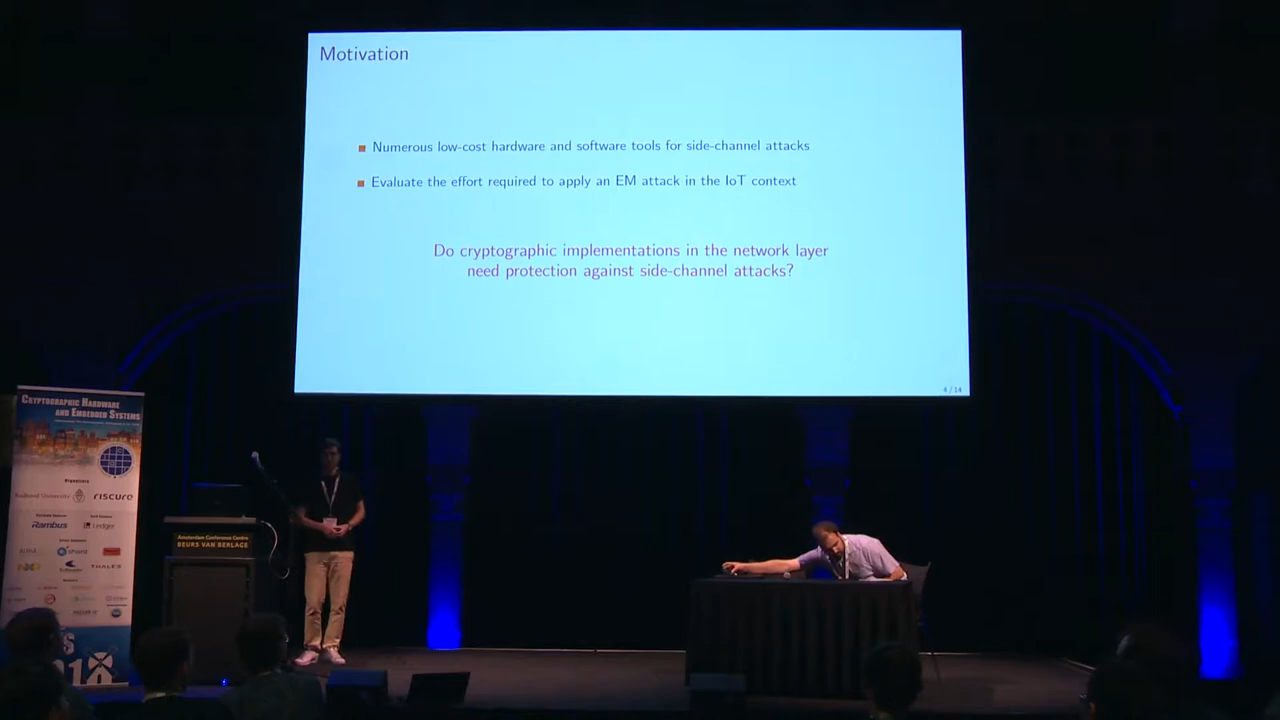 Motivation
Numerous low-cost hardware and software tools for side-channel attacks
Evaluate the effort required to apply an EM attack in the IoT context
Do cryptographic implementations in the network layer
need protection against side-channel attacks?
4 / 14
CRYPTOGRAPHIC HARDWARE
AND EMBEDDED SYSTEMS
Radboud University
riscure
Rambus
Ledger
THALES
Amsterdam Conference Centre
BEURS VAN BERLAGE